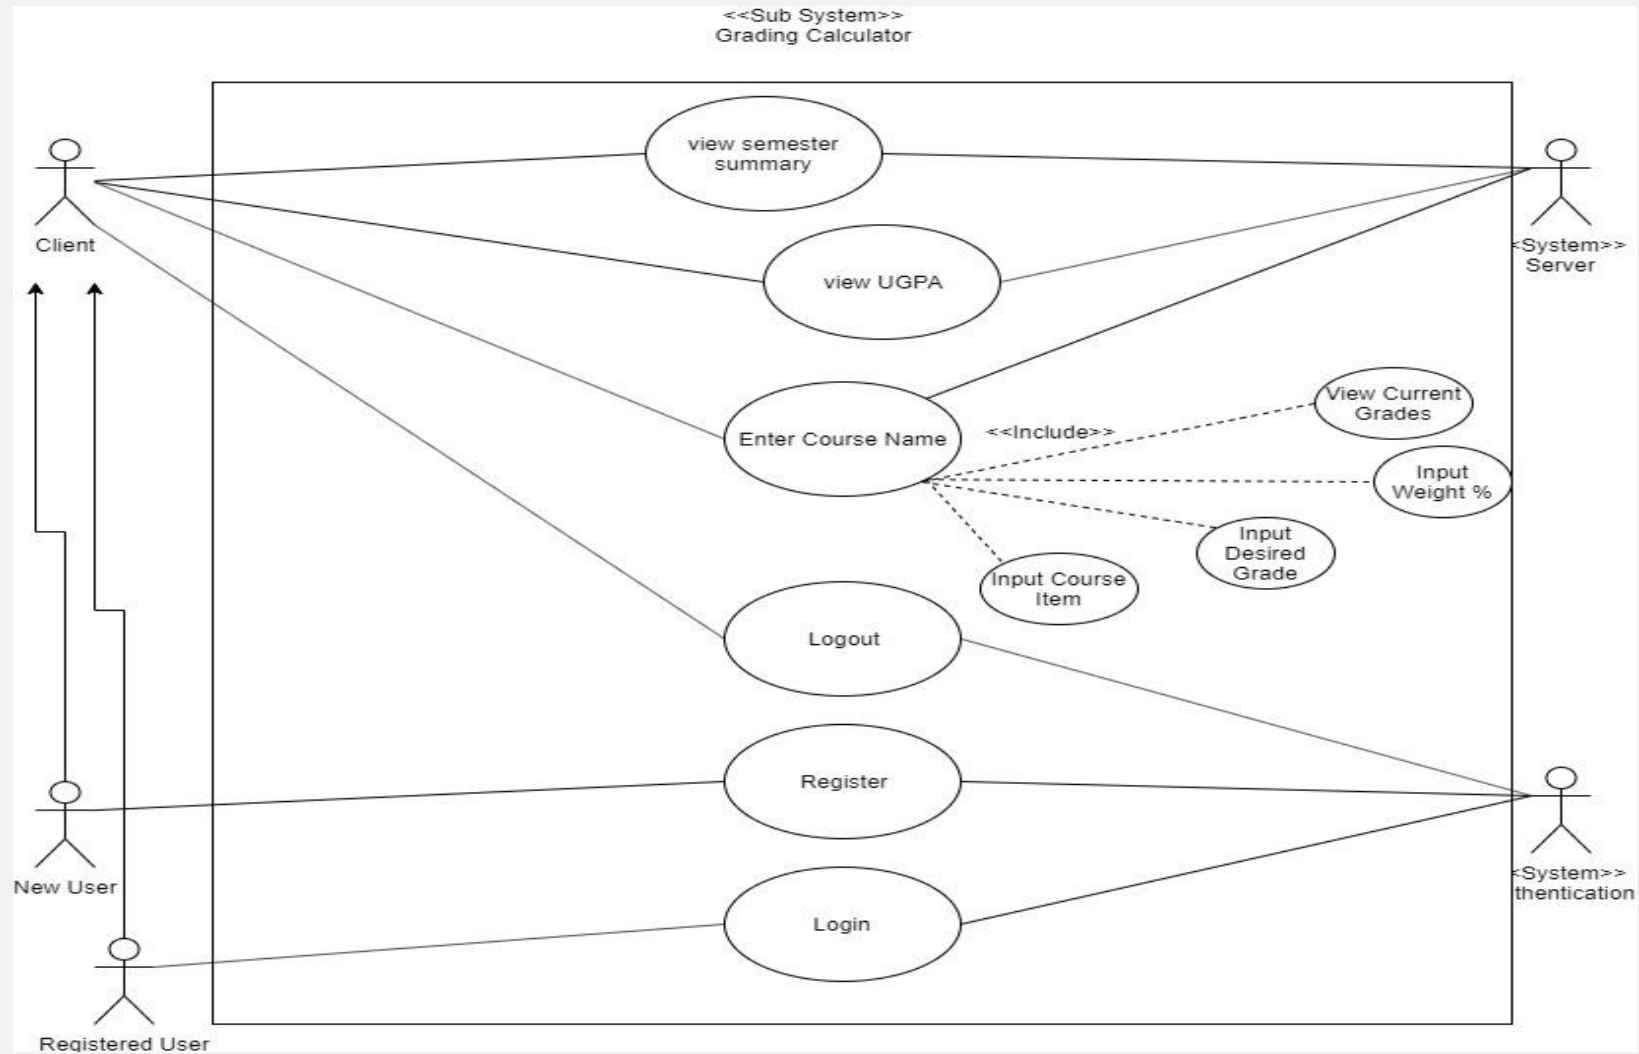 <<Sub System>>
Grading Calculator
view semester
summary
Client
<System>>
Server
view UGPA
View Current
Grades
<<Include>>
Enter Course Name
Input
Weight %
Input
Desired
Grade
Input Course
Item
Logout
Register
New User
<System>>
thentication
Login
Registered User